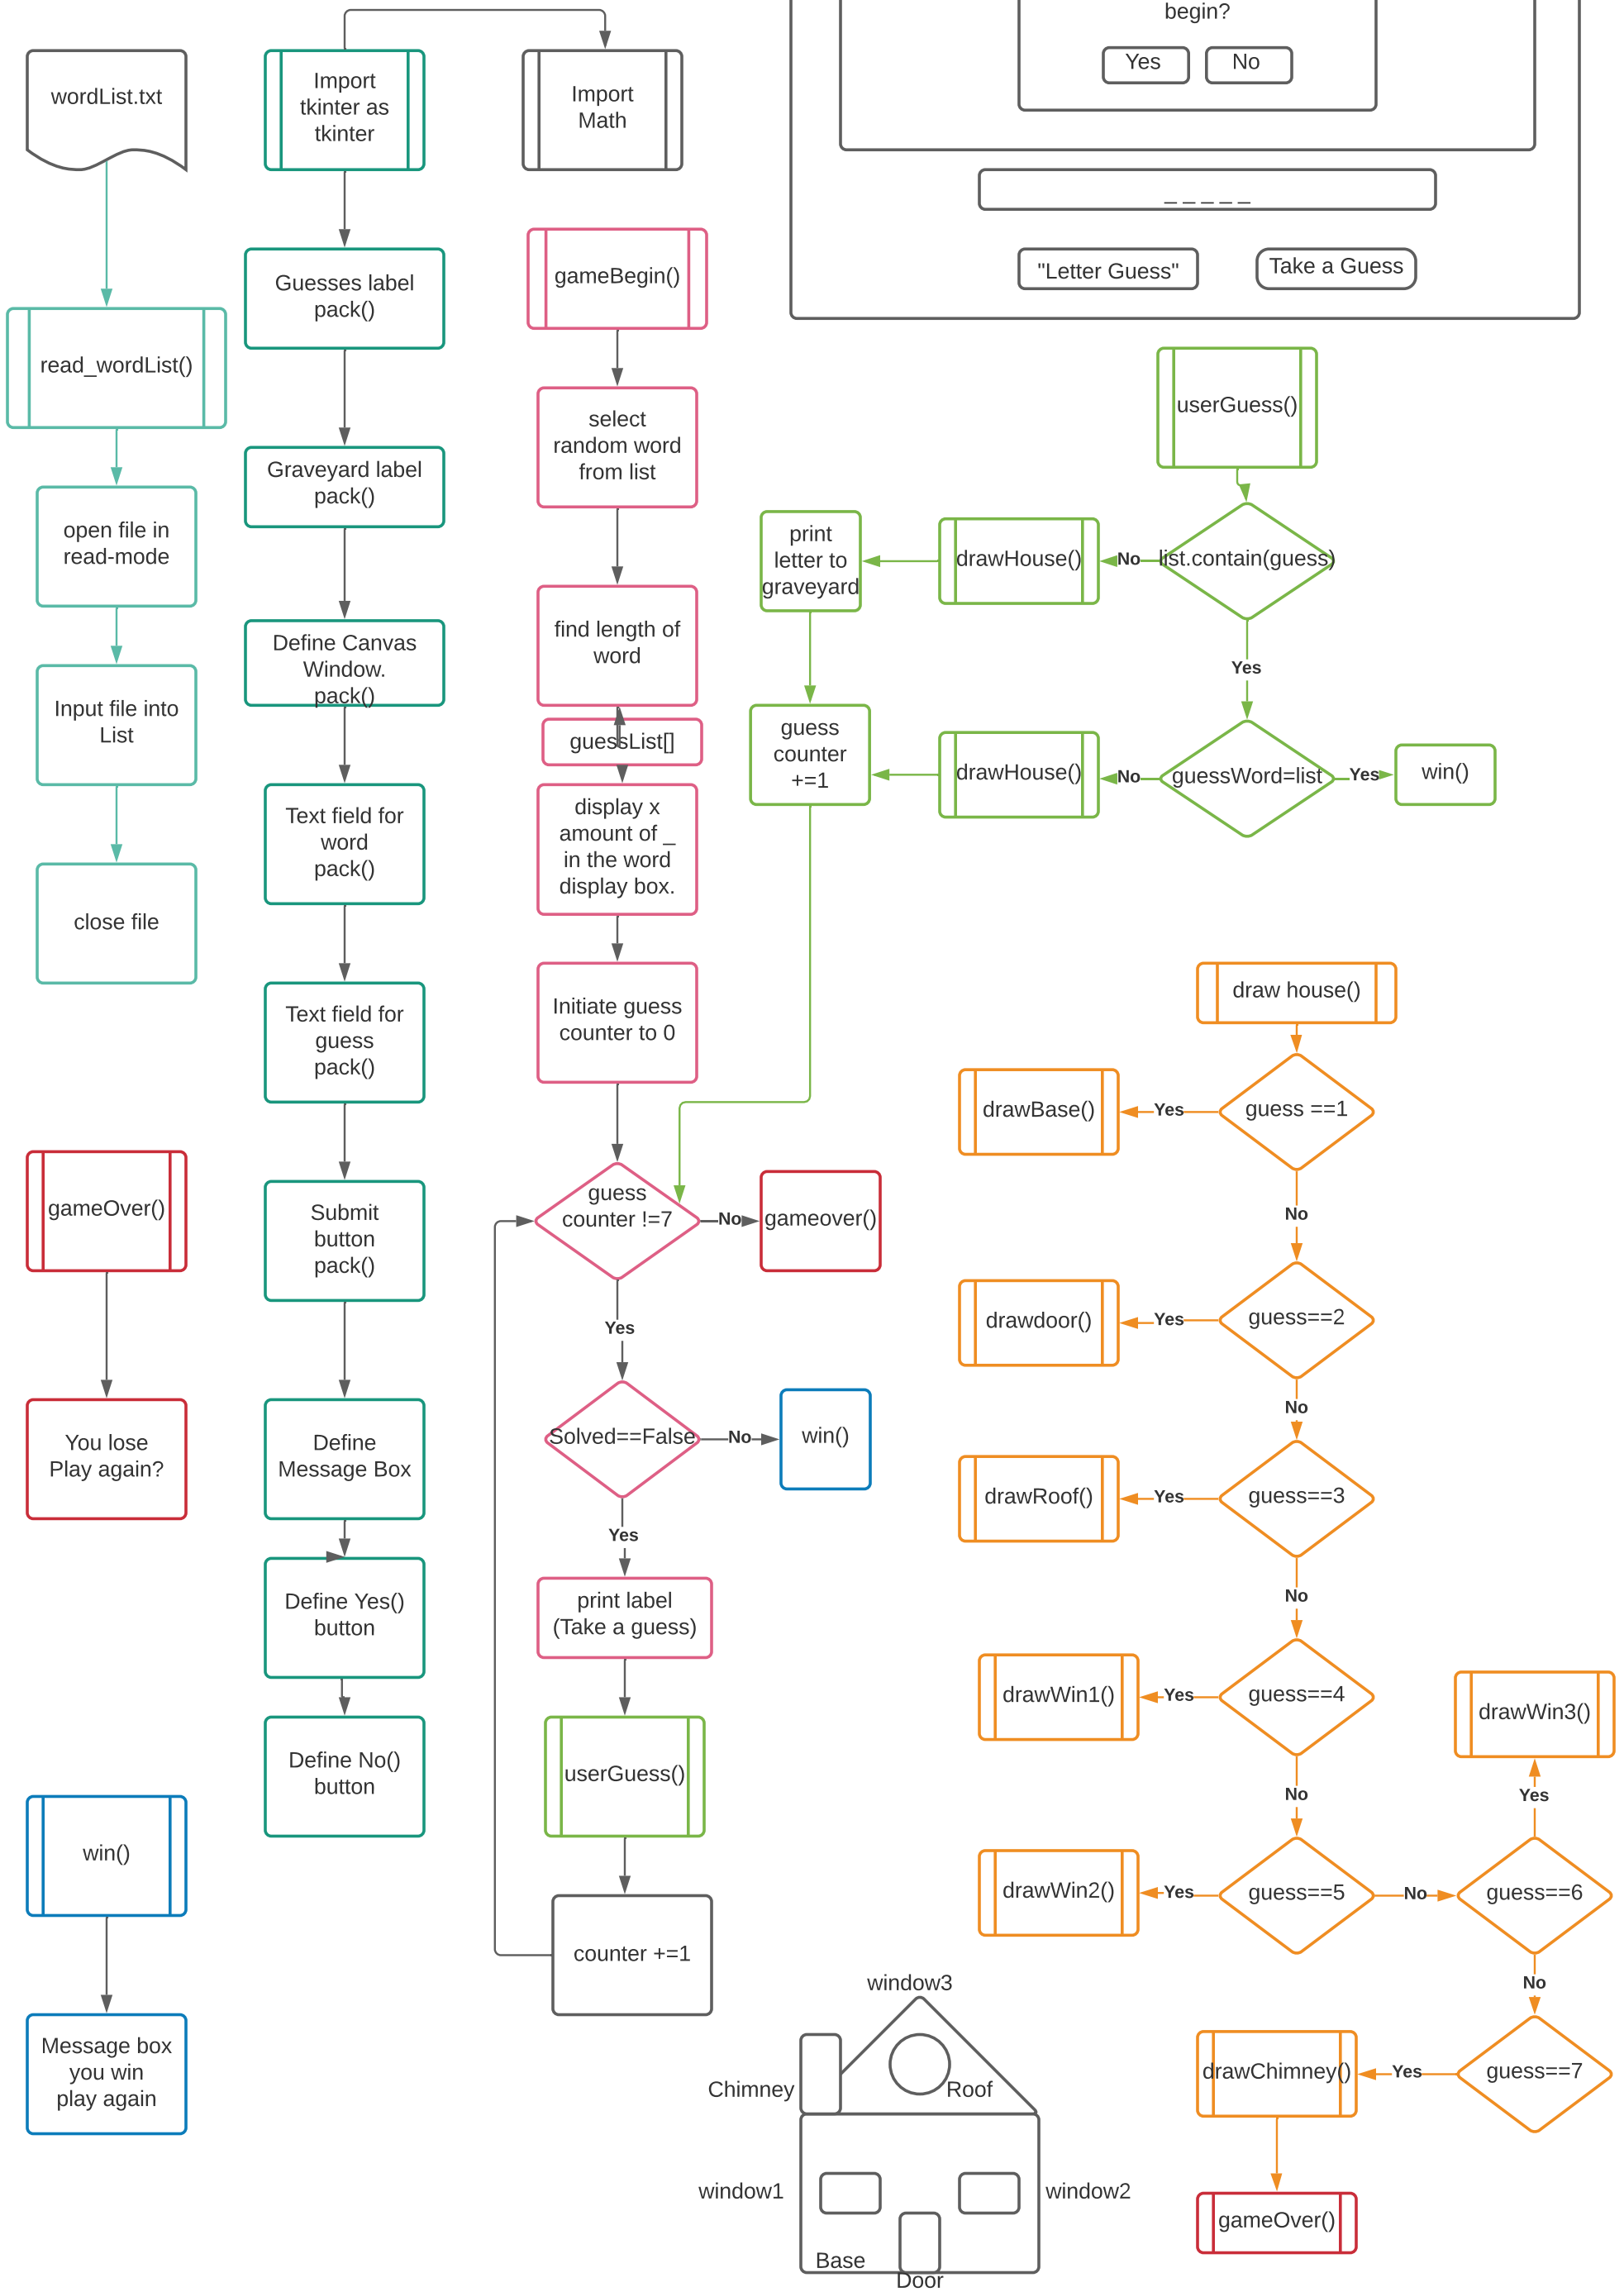 begin?
Yes
No
_ _ _ _ _
"Letter Guess"
Take a Guess
wordList.txt
read_wordList()
open file in
read-mode
Input file into
List
close file
gameOver()
You lose
Play again?
win()
Message box
you win
play again
Import
tkinter as
tkinter
Guesses label
pack()
Graveyard label
pack()
Define Canvas
Window.
pack()
Text field for
word
pack()
Text field for
guess
pack()
Submit
button
pack()
Define
Message Box
Define Yes()
button
Define No()
button
Import
Math
gameBegin()
select
random word
from list
find length of
word
guessList[]
display x
amount of _
in the word
display box.
Initiate guess
counter to 0
guess
counter !=7
No
gameover()
Yes
Solved==False
No
win()
Yes
print label
(Take a guess)
userGuess()
counter +=1
userGuess()
list.contain(guess)
No
drawHouse()
print
letter to
graveyard
Yes
guessWord=list
Yes
win()
No
drawHouse()
guess
counter
+=1
draw house()
guess ==1
Yes
drawBase()
No
guess==2
Yes
drawdoor()
No
guess==3
Yes
drawRoof()
No
guess==4
Yes
drawWin1()
No
guess==5
Yes
drawWin2()
No
guess==6
Yes
drawWin3()
No
guess==7
Yes
drawChimney()
gameOver()
window3
Chimney
Roof
window1
window2
Base
Door